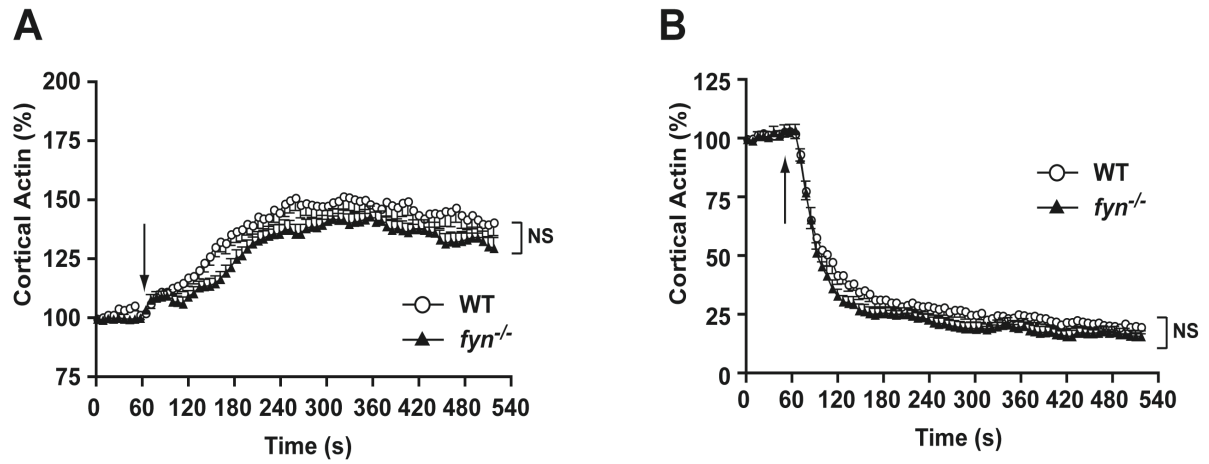 A
Cortical Actin (%)
200
175
150
125
100
75
0 60 120 180 240 300 360 420 480 540
Time (s)
WT
fyn-/-
NS
B
Cortical Actin (%)
125
100
75
50
25
0
0 60 120 180 240 300 360 420 480 540
Time (s)
WT
fyn-/-
NS